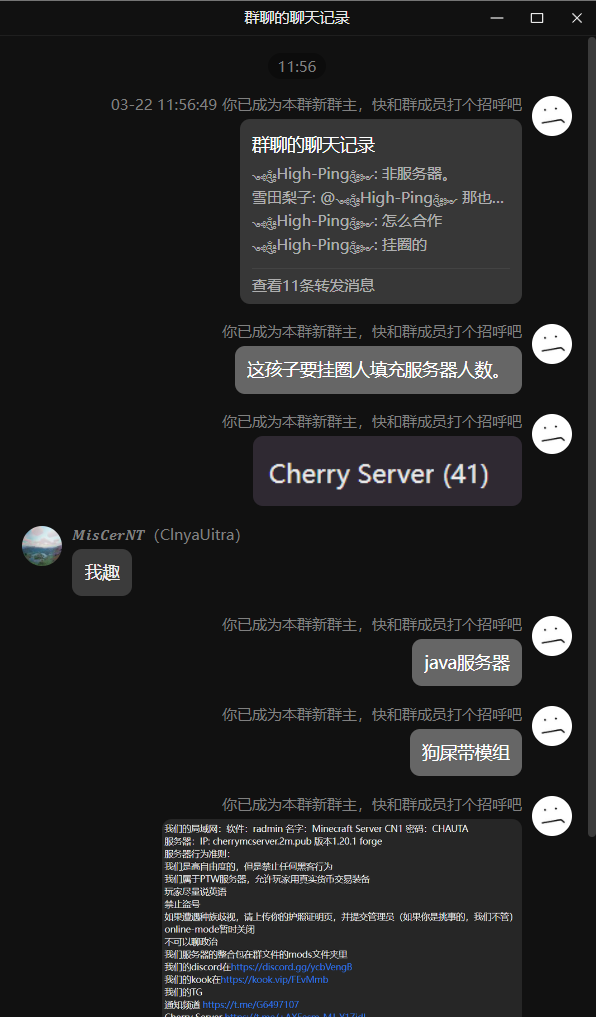 群聊的聊天记录
11:56
03-22 11:56:49 你已成为本群新群主，快和群成员打个招呼吧
群聊的聊天记录
High-Ping: 非服务器。
雪田梨子: @High-Ping 那也...
High-Ping: 怎么合作
High-Ping: 挂圈的
查看11条转发消息
你已成为本群新群主，快和群成员打个招呼吧
这孩子要挂圈人填充服务器人数。
你已成为本群新群主，快和群成员打个招呼吧
Cherry Server (41)
MisCerNT（ClnyaUitra）
我趣
你已成为本群新群主，快和群成员打个招呼吧
java服务器
你已成为本群新群主，快和群成员打个招呼吧
狗屎带模组
你已成为本群新群主，快和群成员打个招呼吧
我们的局域网：软件：radmin 名字：Minecraft Server CN1 密码：CHAUTA
服务器：IP: cherrymcserver.2m.pub 版本1.20.1 forge
服务器行为准则：
我们是高自由度的，但是禁止任何黑客行为
我们属于PTW服务器，允许玩家用真实货币交易装备
玩家尽量说英语
禁止盗号
如果遭遇种族歧视，请上传你的护照证明页，并提交管理员（如果你是挑事的，我们不管）
online-mode暂时关闭
不可以聊政治
我们服务器的整合包在群文件的mods文件夹里
我们的discord在https://discord.gg/ycbVengB
我们的kook在https://kook.vip/TEvMmb
我们的TG
通知频道 https://t.me/G6497107
Cherry Server